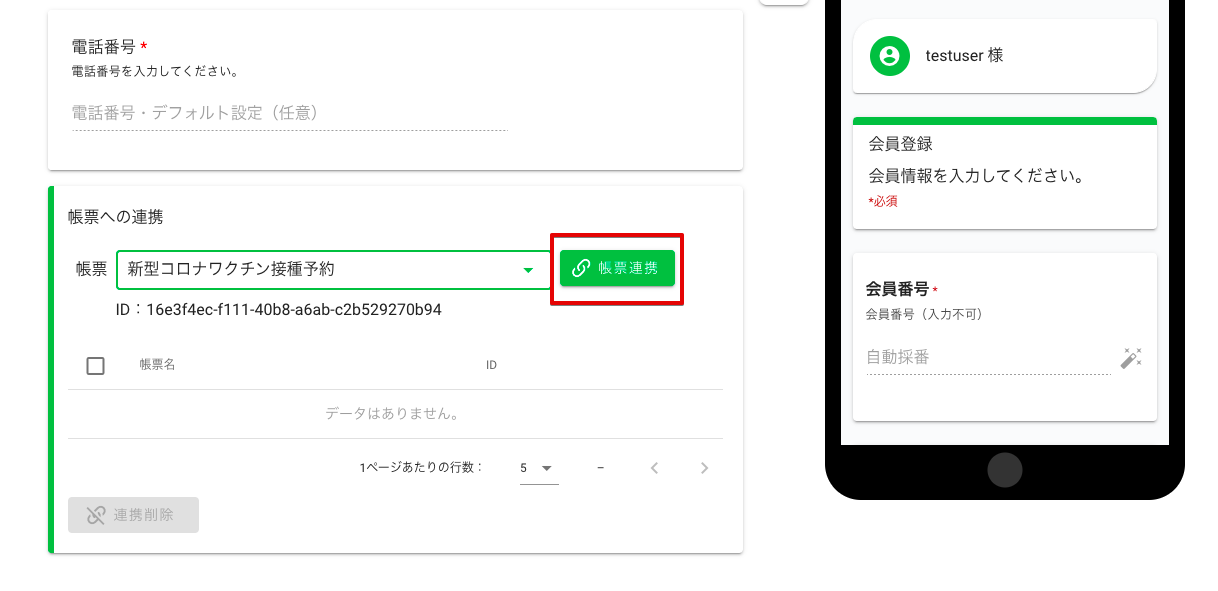 電話番号 *
電話番号を入力してください。
電話番号・デフォルト設定（任意）
帳票への連携
帳票 新型コロナワクチン接種予約 帳票連携
ID：16e3f4ec-f111-40b8-a6ab-c2b529270b94
帳票名 ID
データはありません。
1ページあたりの行数： 5 –
連携削除
testuser 様
会員登録
会員情報を入力してください。
*必須
会員番号 *
会員番号（入力不可）
自動採番